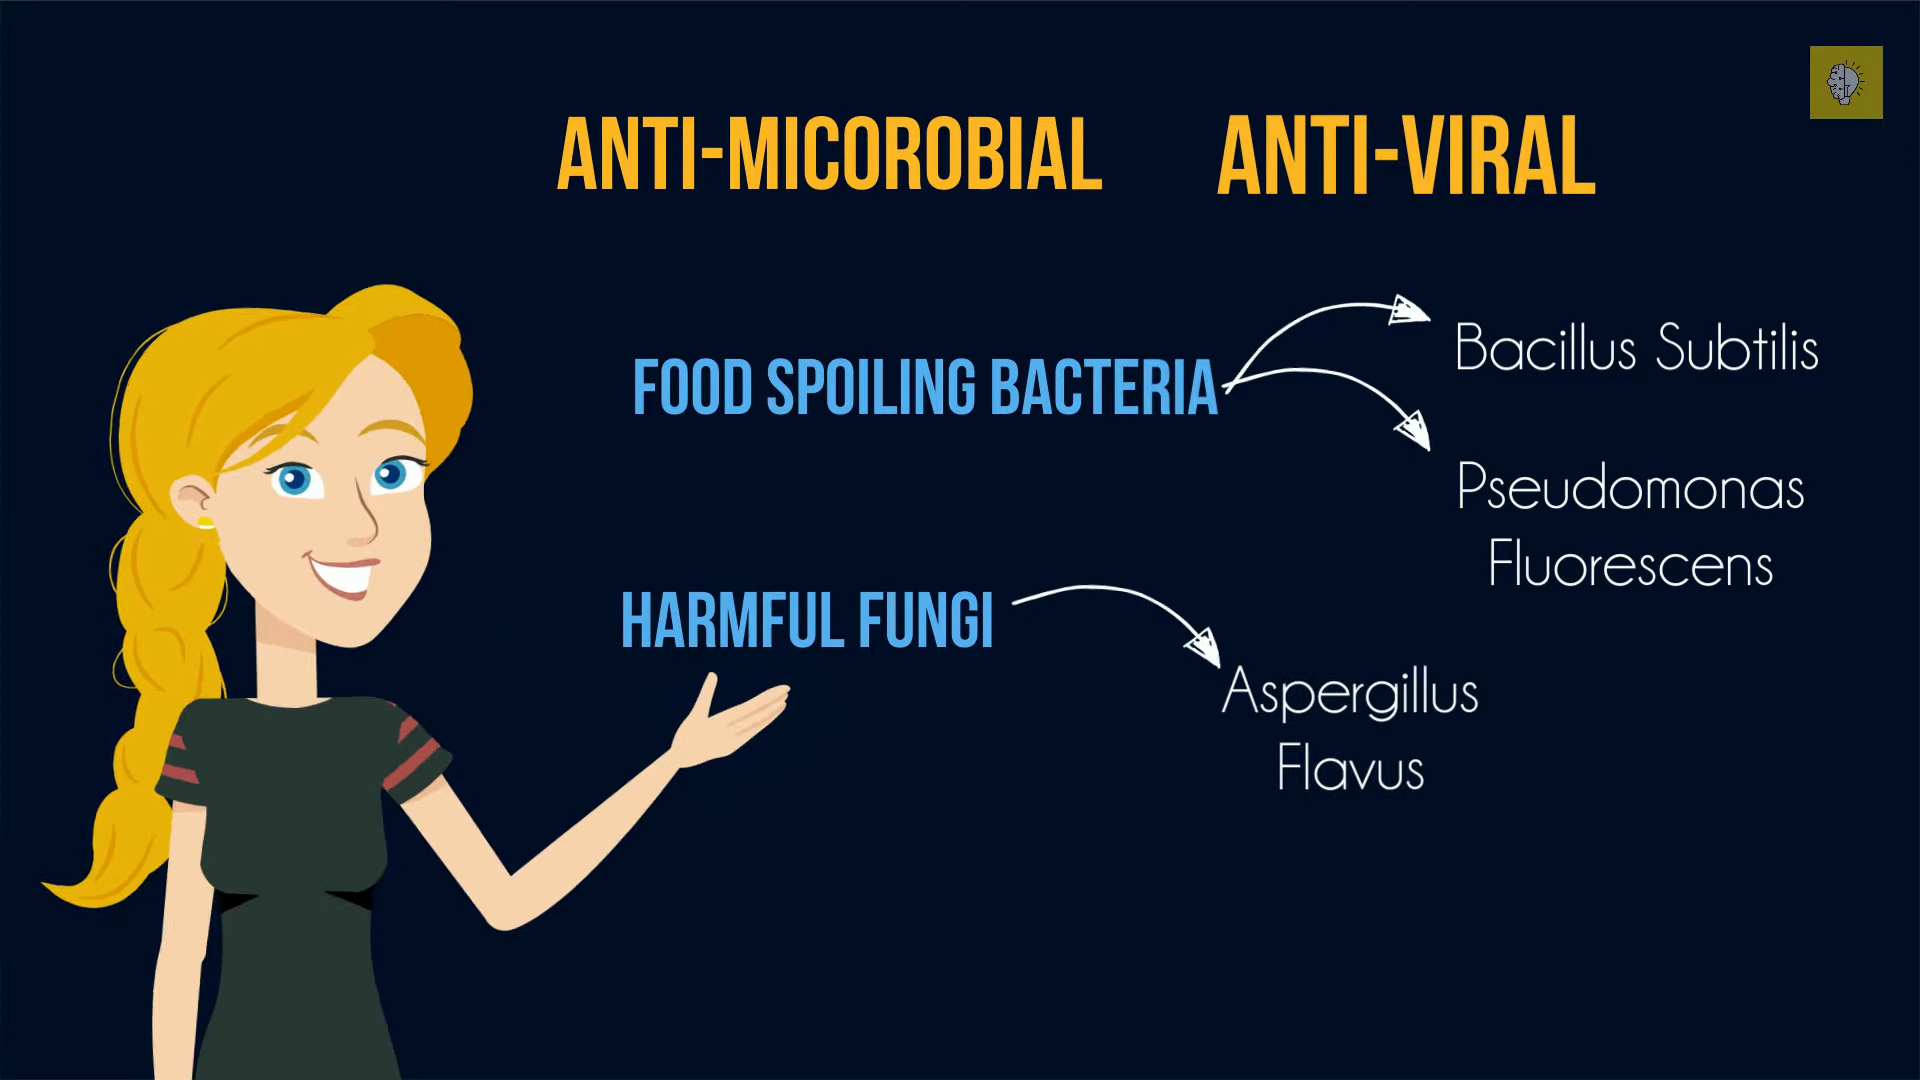 ANTI-MICOROBIAL
ANTI-VIRAL
FOOD SPOILING BACTERIA
Bacillus Subtilis
Pseudomonas
Fluorescens
HARMFUL FUNGI
Aspergillus
Flavus